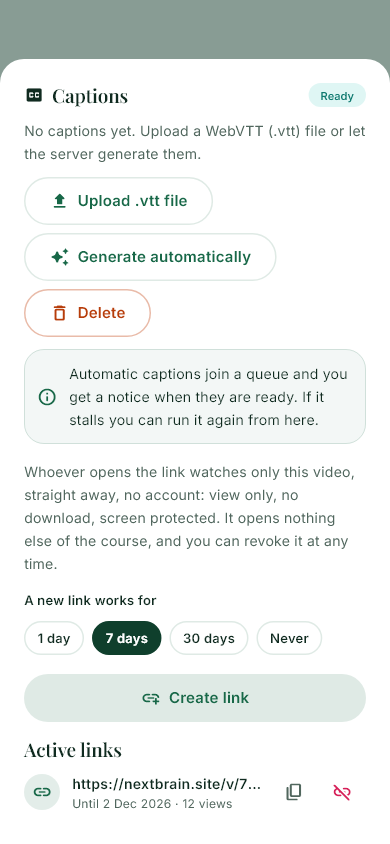 CC Captions
Ready
No captions yet. Upload a WebVTT (.vtt) file or let
the server generate them.
Upload .vtt file
Generate automatically
Delete
Automatic captions join a queue and you
get a notice when they are ready. If it
stalls you can run it again from here.
Whoever opens the link watches only this video,
straight away, no account: view only, no
download, screen protected. It opens nothing
else of the course, and you can revoke it at any
time.
A new link works for
1 day 7 days 30 days Never
Create link
Active links
https://nextbrain.site/v/7...
Until 2 Dec 2026 · 12 views